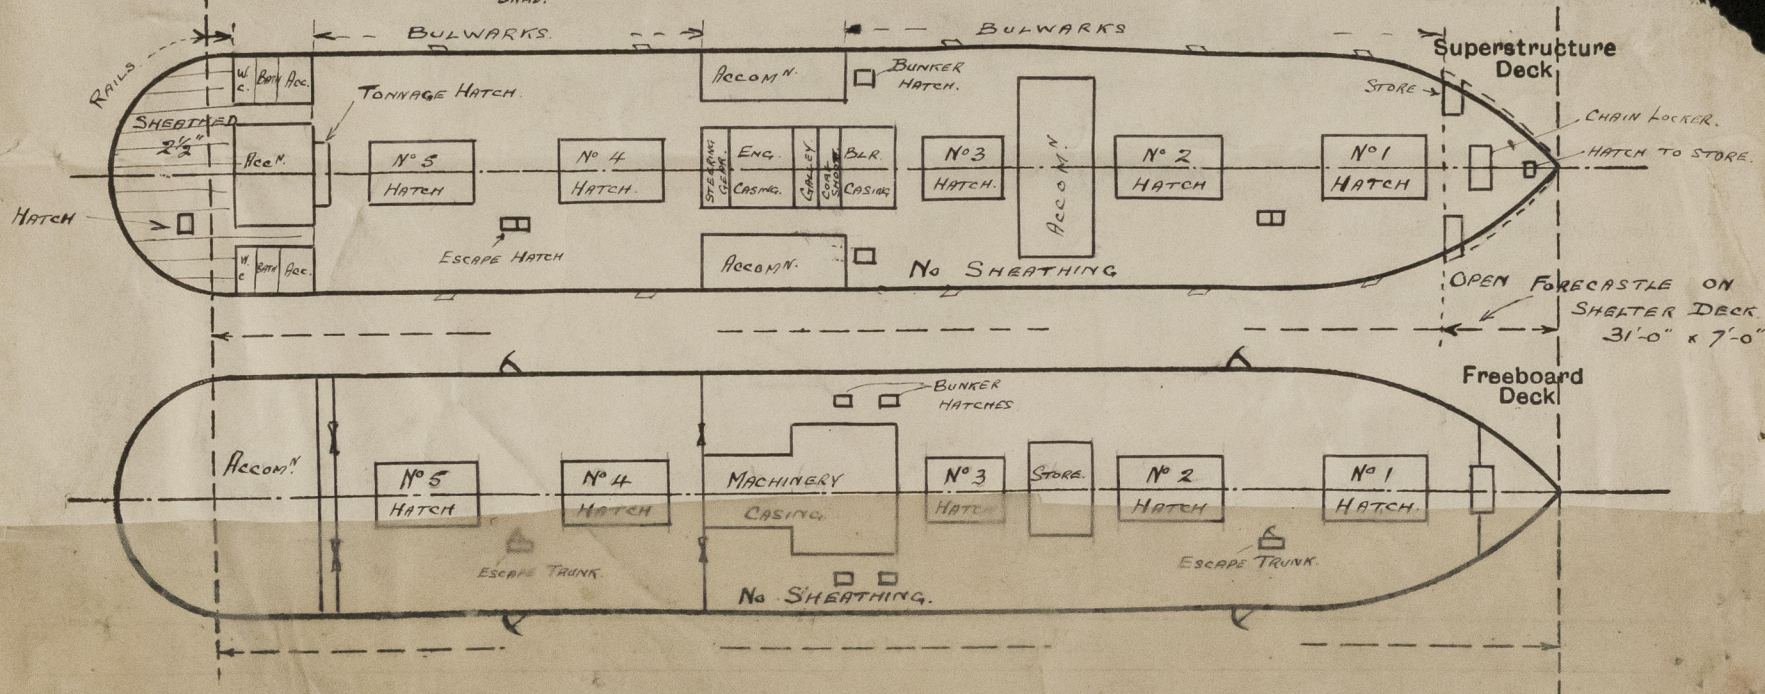 BULWARKS.
BULWARKS
RAILS
Superstructure
Deck
W.
C.
BATH
Acc.
TONNAGE HATCH.
ACCOMN.
BUNKER
HATCH.
STORE
CHAIN LOCKER.
HATCH TO STORE.
SHEATHED
2½"
AccN.
No 5
HATCH
No 4
HATCH.
STEERING
GEAR.
ENG.
CASING.
GALLEY
COAL
SHOOT
BLR.
CASING
No 3
HATCH.
ACCOMN.
No 2
HATCH
No 1
HATCH
HATCH
ESCAPE HATCH
W.
C
BATH
Acc.
ACCOMN.
No SHEATHING
OPEN FORECASTLE ON
SHELTER DECK.
31'-0" x 7'-0"
Freeboard
Deck
BUNKER
HATCHES
ACCOMN.
No 5
HATCH
No 4
HATCH
MACHINERY
CASING
No 3
HATCH
STORE.
No 2
HATCH
No 1
HATCH.
ESCAPE TRUNK.
ESCAPE TRUNK.
No SHEATHING.